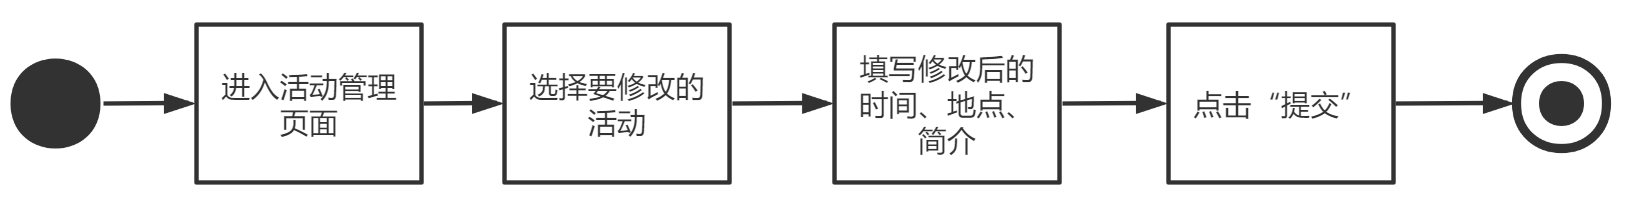 进入活动管理
页面
选择要修改的
活动
填写修改后的
时间、地点、
简介
点击“提交”